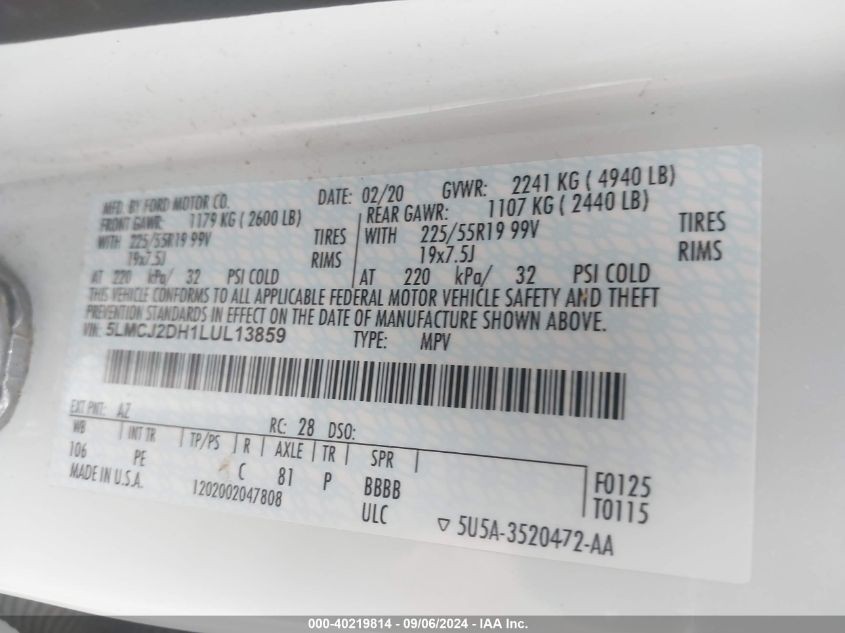 MFD. BY FORD MOTOR CO. DATE: 02/20 GVWR: 2241 KG ( 4940 LB)
FRONT GAWR: 1179 KG ( 2600 LB) REAR GAWR: 1107 KG ( 2440 LB)
WITH 225/55R19 99V TIRES WITH 225/55R19 99V TIRES
19x7.5J RIMS 19x7.5J RIMS
AT 220 kPa/ 32 PSI COLD AT 220 kPa/ 32 PSI COLD
THIS VEHICLE CONFORMS TO ALL APPLICABLE FEDERAL MOTOR VEHICLE SAFETY AND THEFT
PREVENTION STANDARDS IN EFFECT ON THE DATE OF MANUFACTURE SHOWN ABOVE.
VIN: 5LMCJ2DH1LUL13859 TYPE: MPV
EXT PNT: AZ RC: 28 DSO:
WB INT TR TP/PS R AXLE TR SPR
106 PE C 81 P BBBB F0125
MADE IN U.S.A. 1202002047808 ULC T0115
▽ 5U5A-3520472-AA
000-40219814 - 09/06/2024 - IAA Inc.